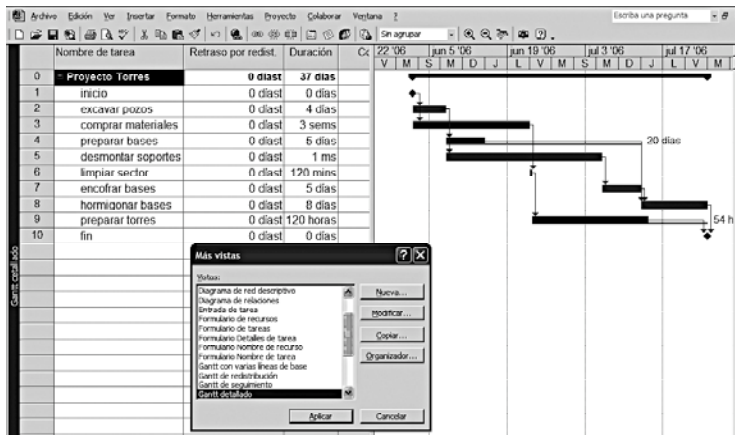 Archivo Edición Ver Insertar Formato Herramientas Proyecto Colaborar Ventana ? Escriba una pregunta
Sin agrupar
Nombre de tarea Retraso por redist. Duración 22 '06 jun 5 '06 jun 19 '06 jul 3 '06 jul 17 '06
V M S M D J L V M S M D J L V M
0 Proyecto Torres 0 díast 37 días
1 inicio 0 díast 0 días
2 excavar pozos 0 díast 4 días
3 comprar materiales 0 díast 3 sems
4 preparar bases 0 díast 5 días 20 días
5 desmontar soportes 0 díast 1 ms
6 limpiar sector 0 díast 120 mins
7 encofrar bases 0 díast 5 días
8 hormigonar bases 0 díast 8 días
9 preparar torres 0 díast 120 horas 54 h
10 fin 0 díast 0 días
Gantt detallado
Más vistas
Vistas:
Diagrama de red descriptivo
Diagrama de relaciones
Entrada de tarea
Formulario de recursos
Formulario de tareas
Formulario Detalles de tarea
Formulario Nombre de recurso
Formulario Nombre de tarea
Gantt con varias líneas de base
Gantt de redistribución
Gantt de seguimiento
Gantt detallado
Nueva...
Modificar...
Copiar...
Organizador...
Aplicar Cancelar